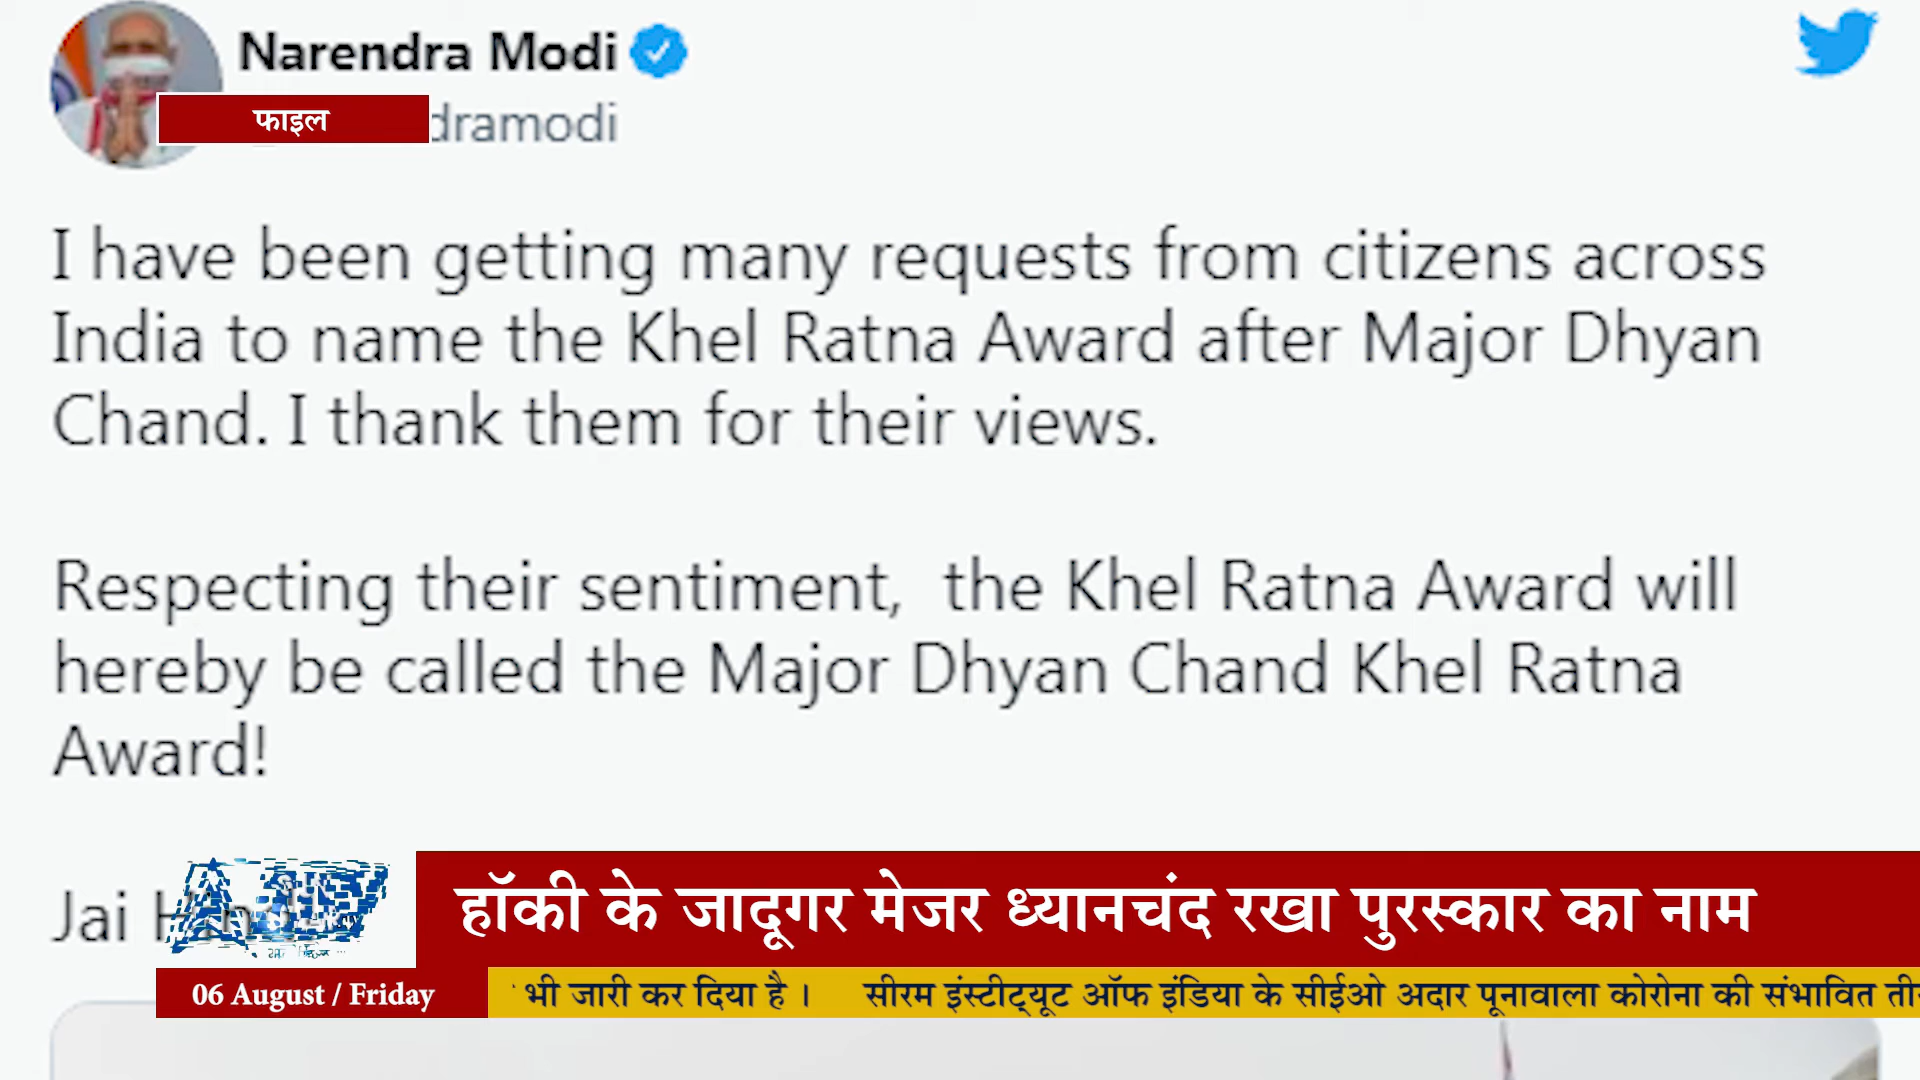 Narendra Modi
फाइल
dramodi
I have been getting many requests from citizens across
India to name the Khel Ratna Award after Major Dhyan
Chand. I thank them for their views.
Respecting their sentiment, the Khel Ratna Award will
hereby be called the Major Dhyan Chand Khel Ratna
Award!
Jai
हॉकी के जादूगर मेजर ध्यानचंद रखा पुरस्कार का नाम
06 August / Friday
भी जारी कर दिया है । सीरम इंस्टीट्यूट ऑफ इंडिया के सीईओ अदार पूनावाला कोरोना की संभावित